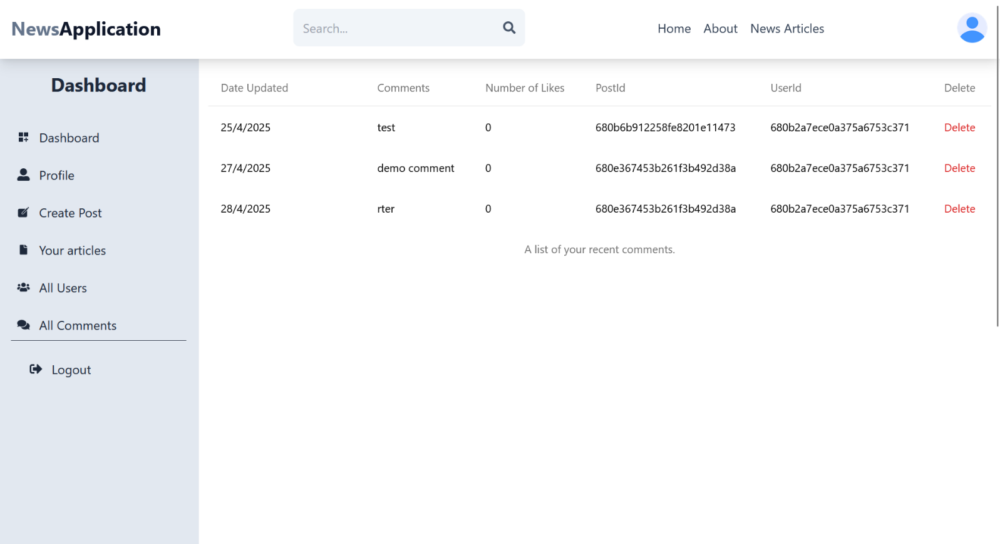 NewsApplication
Search...
Home About News Articles
Dashboard
Dashboard
Profile
Create Post
Your articles
All Users
All Comments
Logout
Date Updated Comments Number of Likes PostId UserId Delete
25/4/2025 test 0 680b6b912258fe8201e11473 680b2a7ece0a375a6753c371 Delete
27/4/2025 demo comment 0 680e367453b261f3b492d38a 680b2a7ece0a375a6753c371 Delete
28/4/2025 rter 0 680e367453b261f3b492d38a 680b2a7ece0a375a6753c371 Delete
A list of your recent comments.